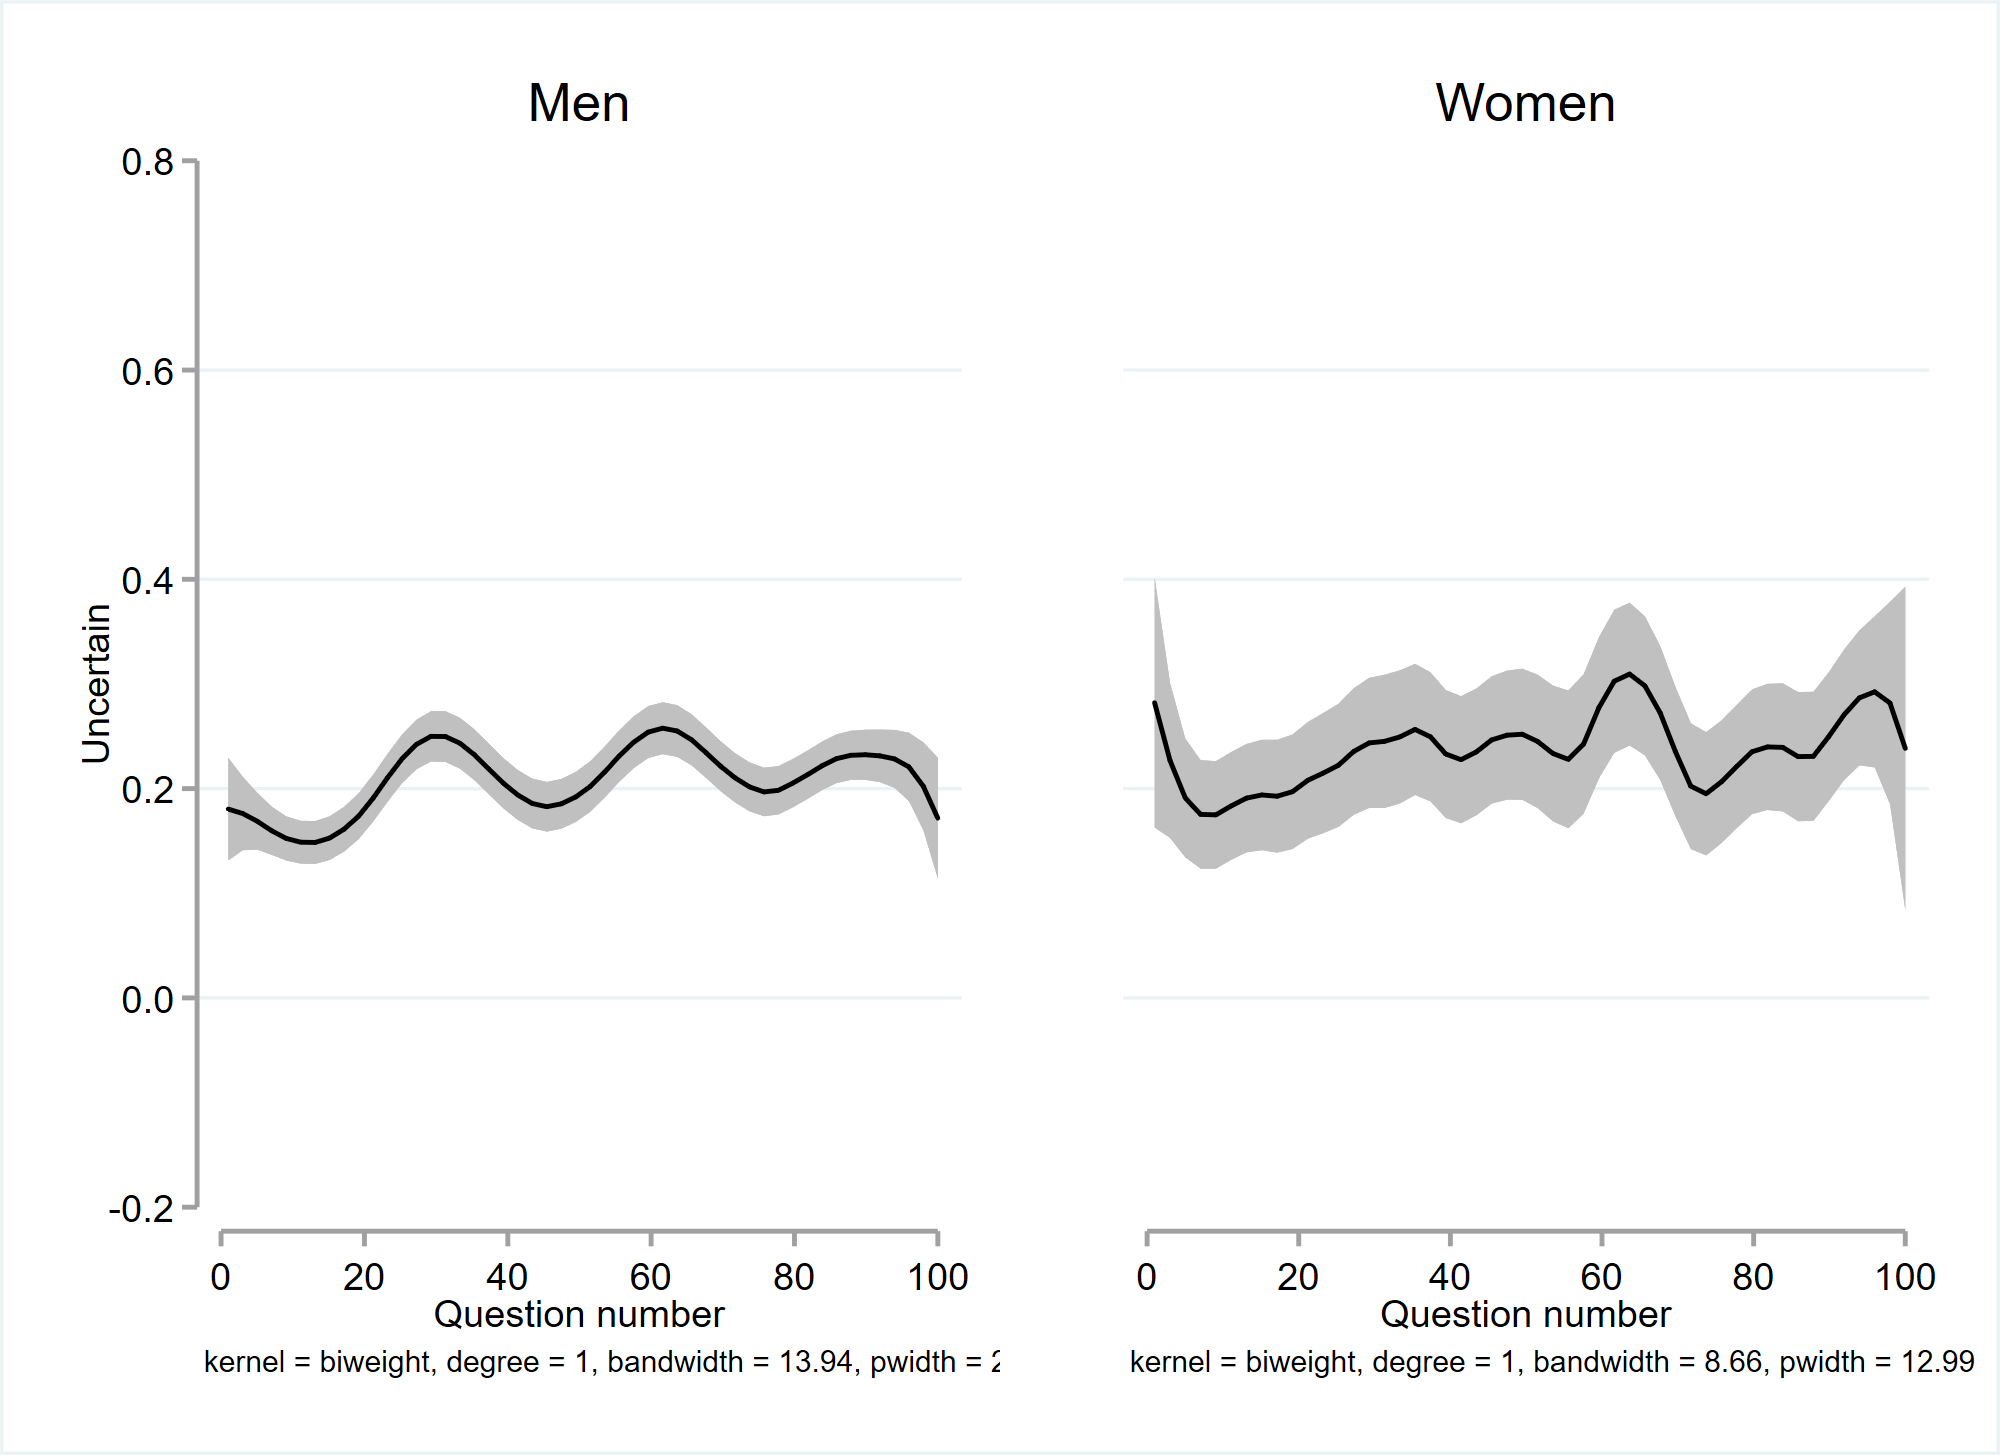 Men
Women
0.8
0.6
0.4
0.2
0.0
-0.2
Uncertain
0 20 40 60 80 100
0 20 40 60 80 100
Question number
Question number
kernel = biweight, degree = 1, bandwidth = 13.94, pwidth =
kernel = biweight, degree = 1, bandwidth = 8.66, pwidth = 12.99